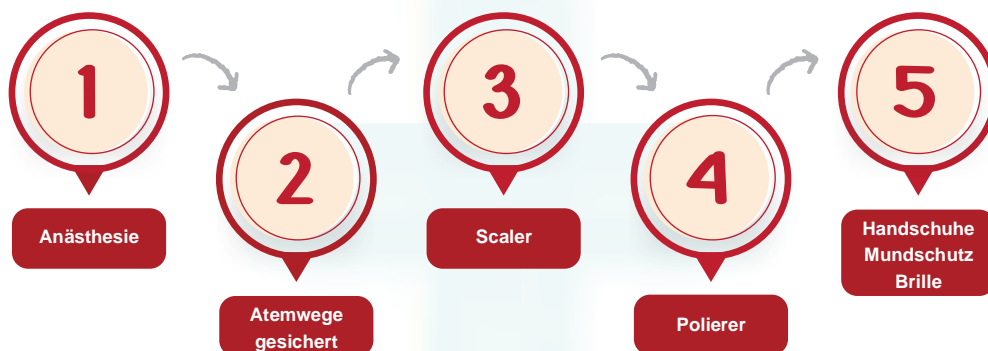 1
Anästhesie
2
Atemwege
gesichert
3
Scaler
4
Polierer
5
Handschuhe
Mundschutz
Brille